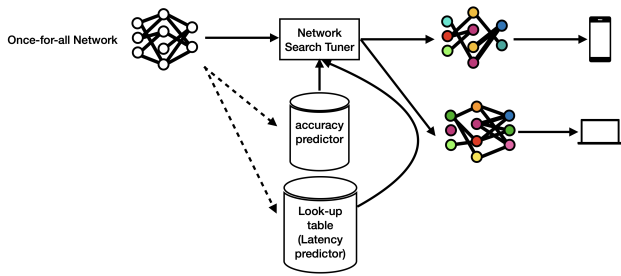 Once-for-all Network
Network
Search Tuner
accuracy
predictor
Look-up
table
(Latency
predictor)